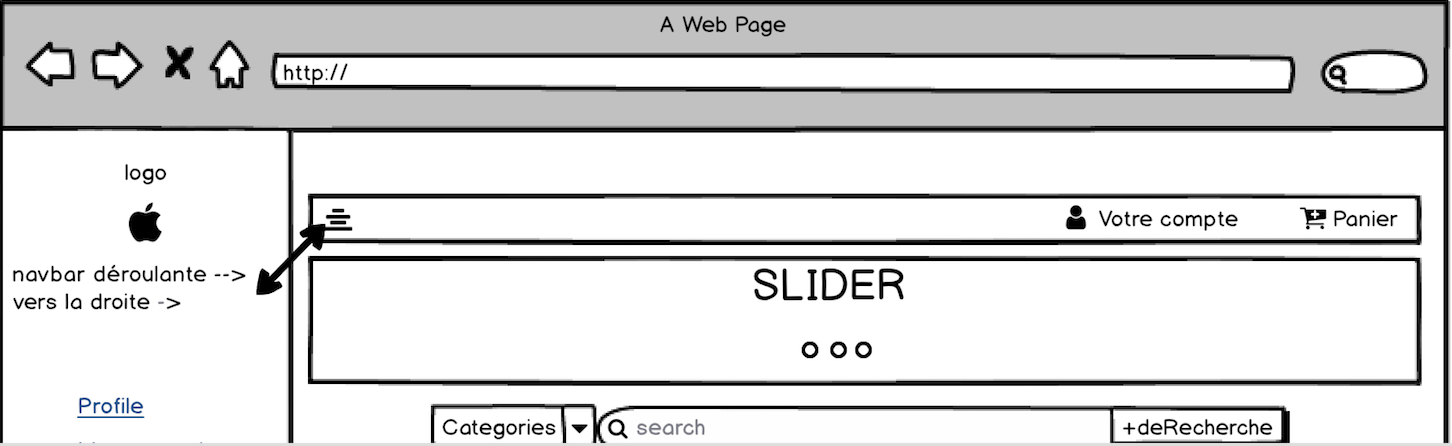 A Web Page
http://
logo
navbar déroulante -->
vers la droite ->
Profile
Votre compte
Panier
SLIDER
Categories
search
+deRecherche